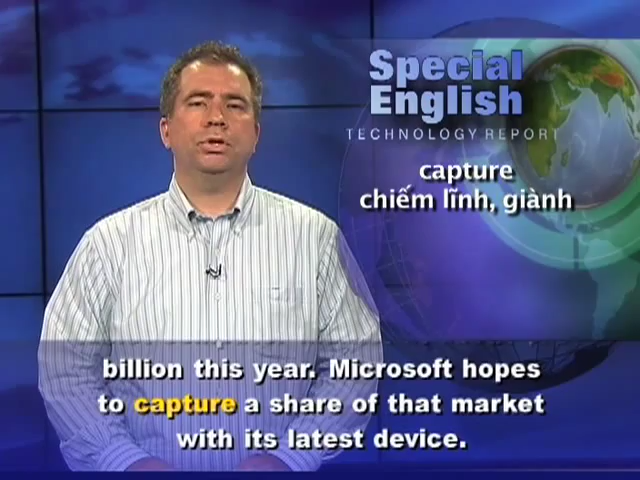 Special
English
TECHNOLOGY REPORT
capture
chiếm lĩnh, giành
billion this year. Microsoft hopes
to capture a share of that market
with its latest device.